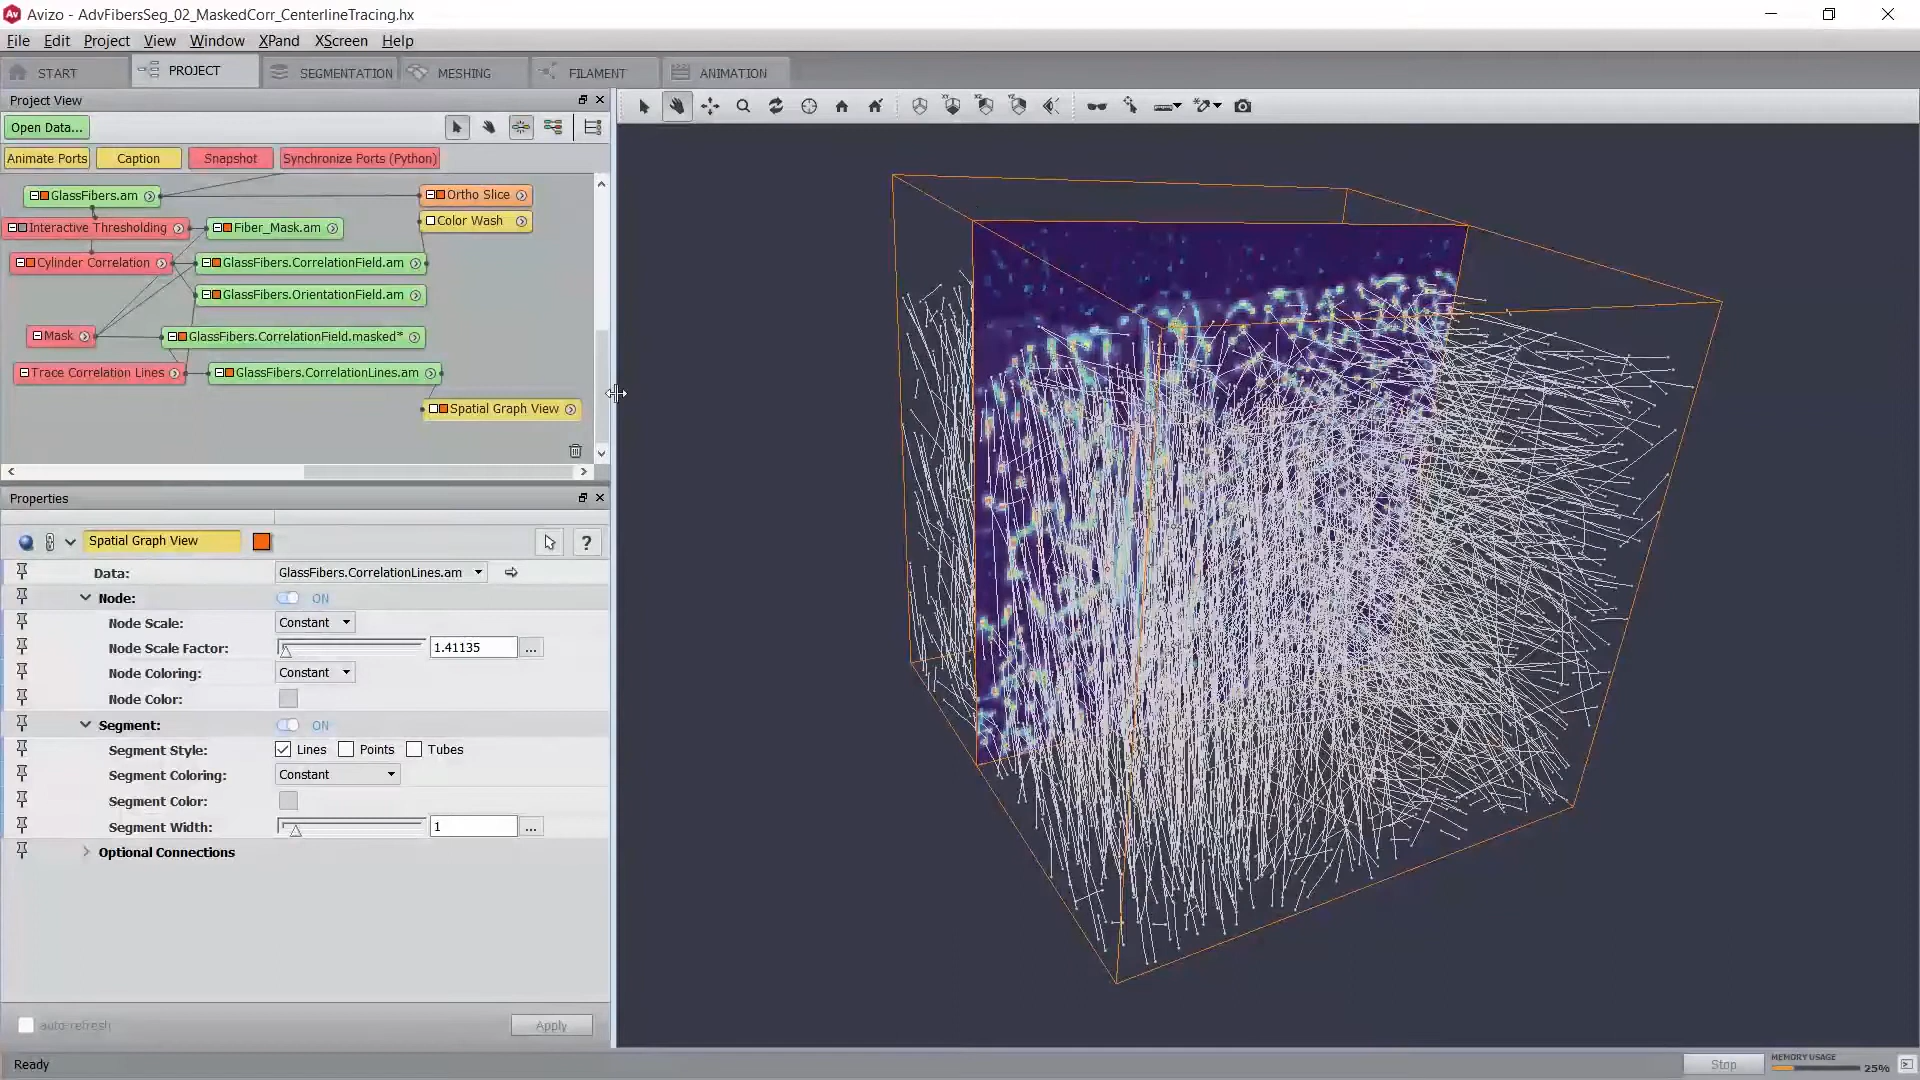 Avizo - AdvFibersSeg_02_MaskedCorr_CenterlineTracing.hx
File Edit Project View Window XPand XScreen Help
START PROJECT SEGMENTATION MESHING FILAMENT ANIMATION
Project View
Open Data...
Animate Ports Caption Snapshot Synchronize Ports (Python)
GlassFibers.am Ortho Slice
Color Wash
Interactive Thresholding Fiber_Mask.am
Cylinder Correlation GlassFibers.CorrelationField.am
GlassFibers.OrientationField.am
Mask GlassFibers.CorrelationField.masked*
Trace Correlation Lines GlassFibers.CorrelationLines.am
Spatial Graph View
Properties
Spatial Graph View ?
Data: GlassFibers.CorrelationLines.am
Node: ON
Node Scale: Constant
Node Scale Factor: 1.41135 ...
Node Coloring: Constant
Node Color:
Segment: ON
Segment Style: Lines Points Tubes
Segment Coloring: Constant
Segment Color:
Segment Width: 1 ...
Optional Connections
auto-refresh Apply
Ready Stop MEMORY USAGE 25%